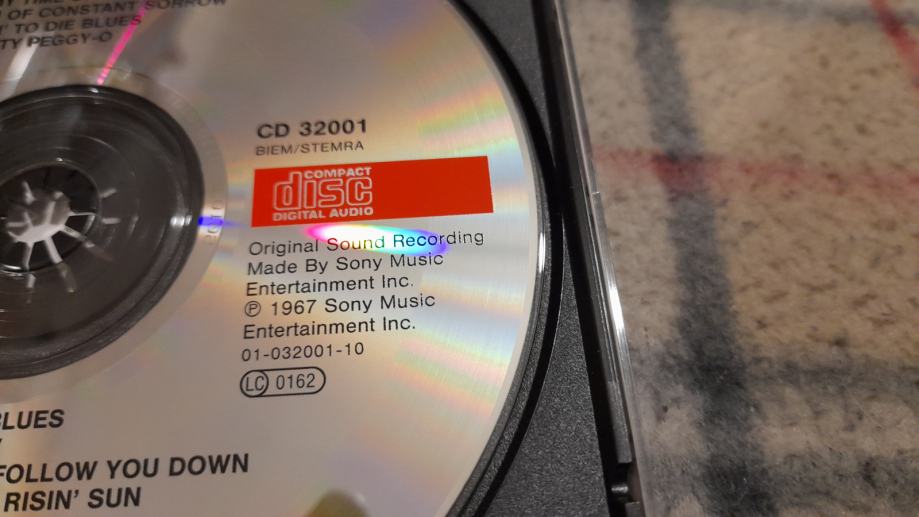 OF CONSTANT SORROW
TO DIE BLUES
PEGGY-O
CD 32001
BIEM/STEMRA
COMPACT
disc
DIGITAL AUDIO
Original Sound Recording
Made By Sony Music
Entertainment Inc.
℗ 1967 Sony Music
Entertainment Inc.
01-032001-10
LC 0162
BLUES
FOLLOW YOU DOWN
RISIN' SUN